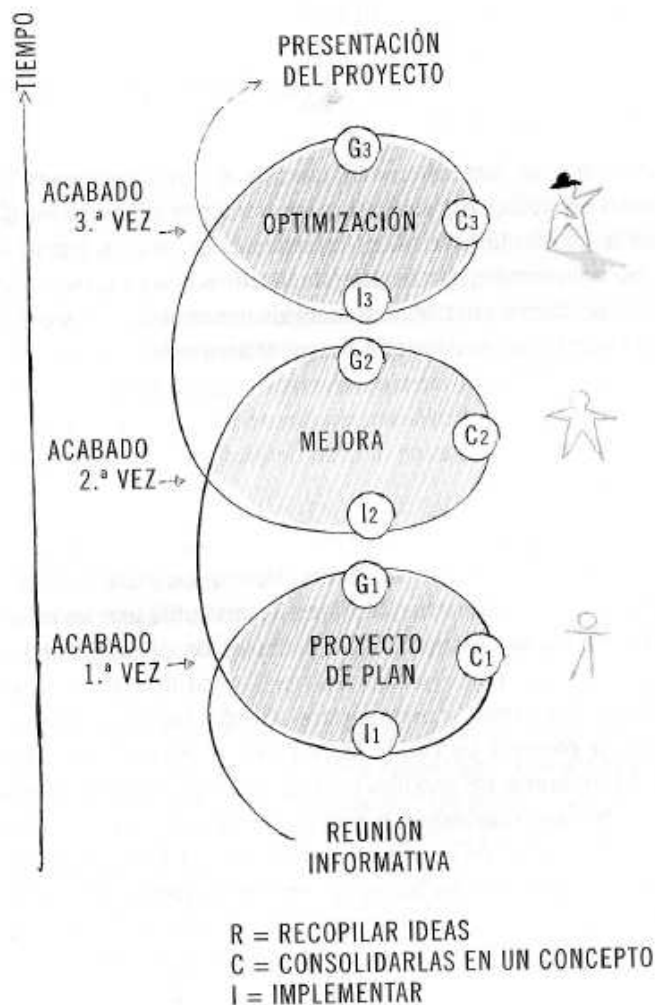 TIEMPO
PRESENTACIÓN
DEL PROYECTO
G3
ACABADO
3.ª VEZ
OPTIMIZACIÓN
C3
I3
G2
ACABADO
2.ª VEZ
MEJORA
C2
I2
G1
ACABADO
1.ª VEZ
PROYECTO
DE PLAN
C1
I1
REUNIÓN
INFORMATIVA
R = RECOPILAR IDEAS
C = CONSOLIDARLAS EN UN CONCEPTO
I = IMPLEMENTAR